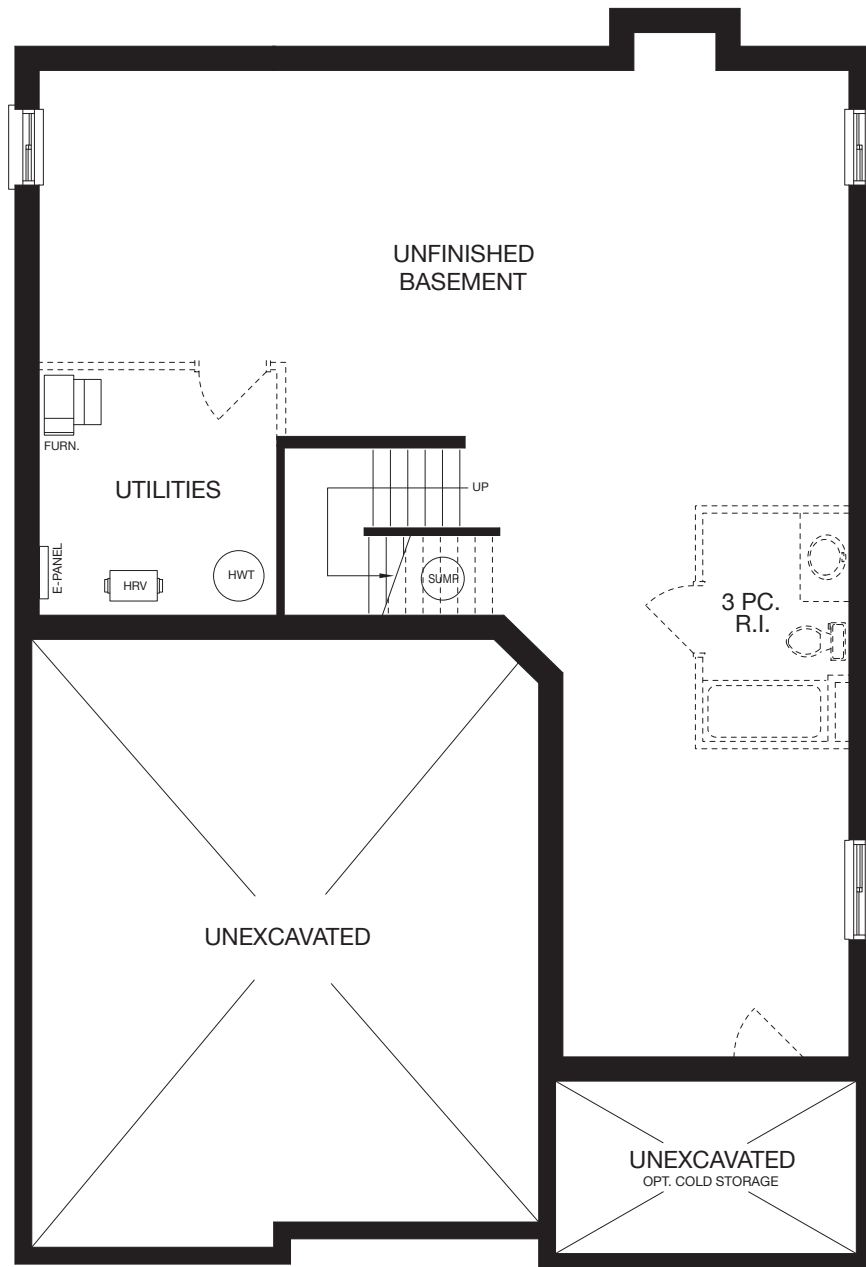 UNFINISHED
BASEMENT
FURN.
UTILITIES
UP
E-PANEL
HRV
HWT
SUMP
3 PC.
R.I.
UNEXCAVATED
UNEXCAVATED
OPT. COLD STORAGE